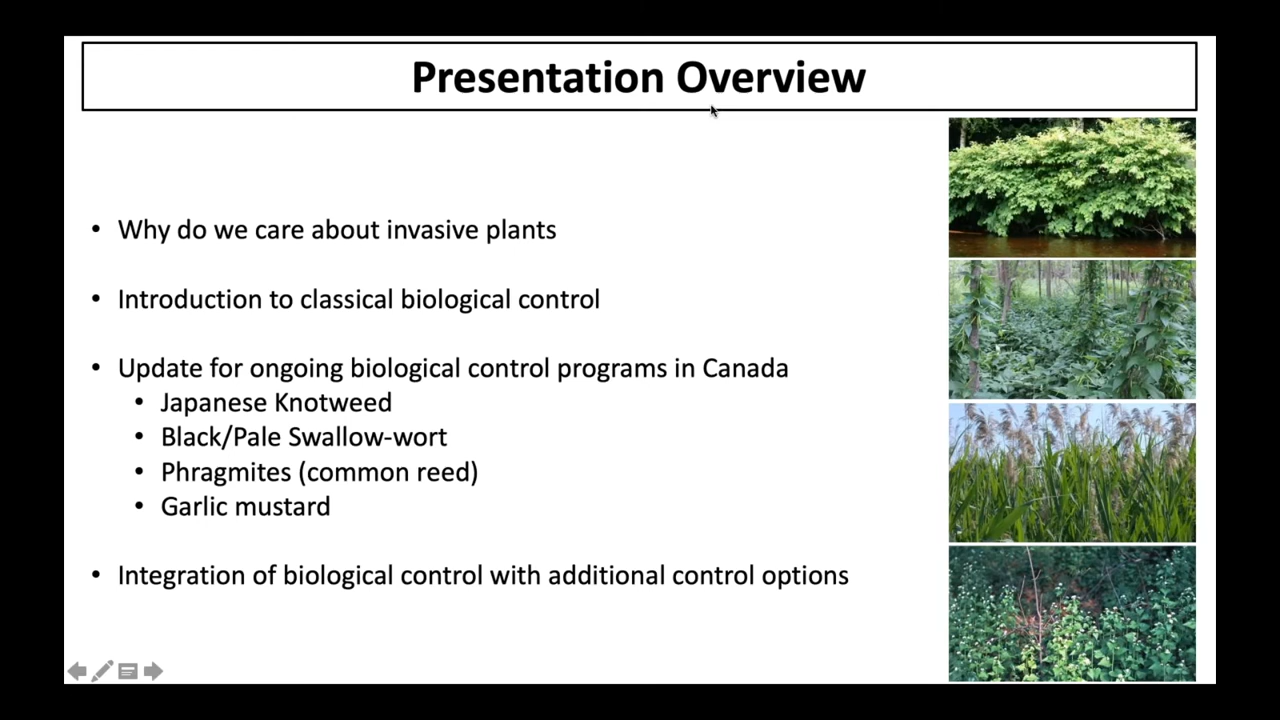 Presentation Overview
• Why do we care about invasive plants
• Introduction to classical biological control
• Update for ongoing biological control programs in Canada
• Japanese Knotweed
• Black/Pale Swallow-wort
• Phragmites (common reed)
• Garlic mustard
• Integration of biological control with additional control options